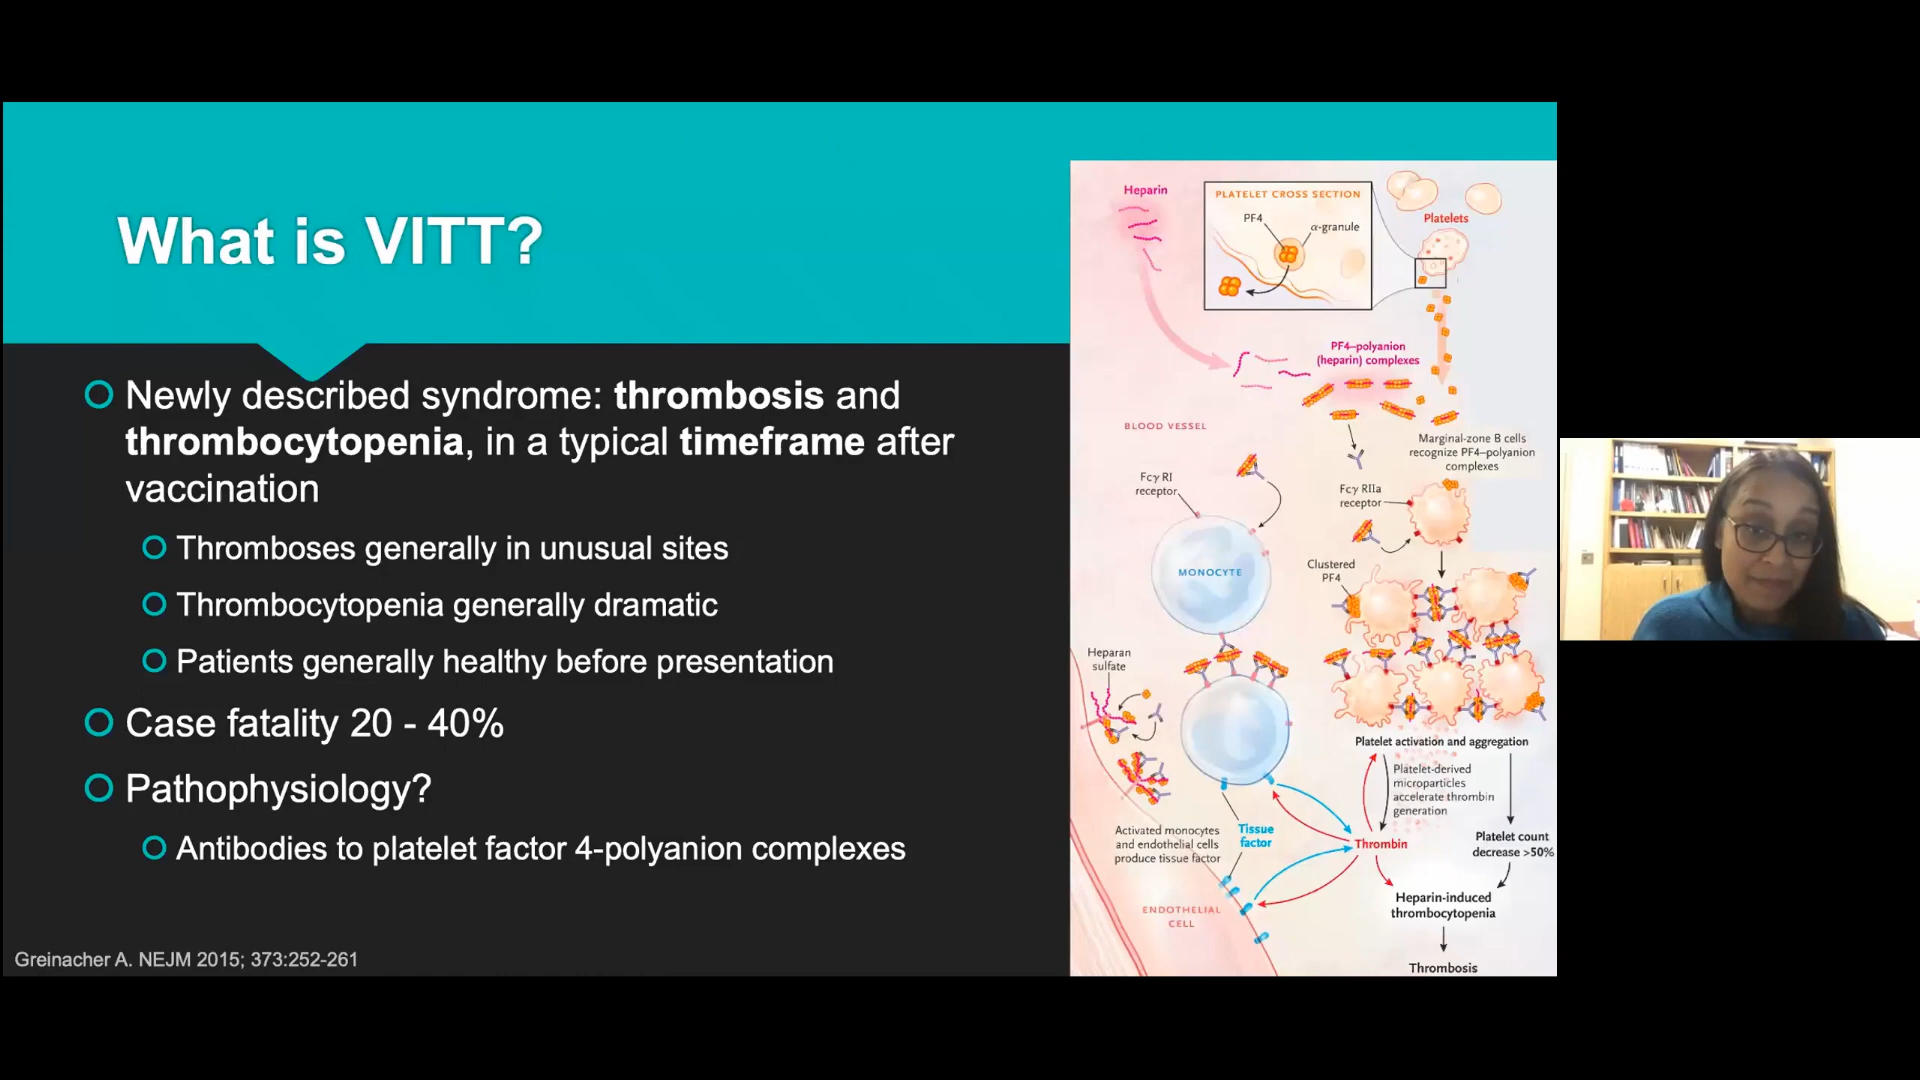 What is VITT?
Newly described syndrome: thrombosis and
thrombocytopenia, in a typical timeframe after
vaccination
Thromboses generally in unusual sites
Thrombocytopenia generally dramatic
Patients generally healthy before presentation
Case fatality 20 - 40%
Pathophysiology?
Antibodies to platelet factor 4-polyanion complexes
Greinacher A. NEJM 2015; 373:252-261
Heparin
PLATELET CROSS SECTION
PF4
α-granule
Platelets
PF4–polyanion
(heparin) complexes
BLOOD VESSEL
Marginal-zone B cells
recognize PF4–polyanion
complexes
Fcγ RI
receptor
Fcγ RIIa
receptor
MONOCYTE
Clustered
PF4
Heparan
sulfate
Platelet activation and aggregation
Platelet-derived
microparticles
accelerate thrombin
generation
Activated monocytes
and endothelial cells
produce tissue factor
Tissue
factor
Thrombin
Platelet count
decrease >50%
ENDOTHELIAL
CELL
Heparin-induced
thrombocytopenia
Thrombosis